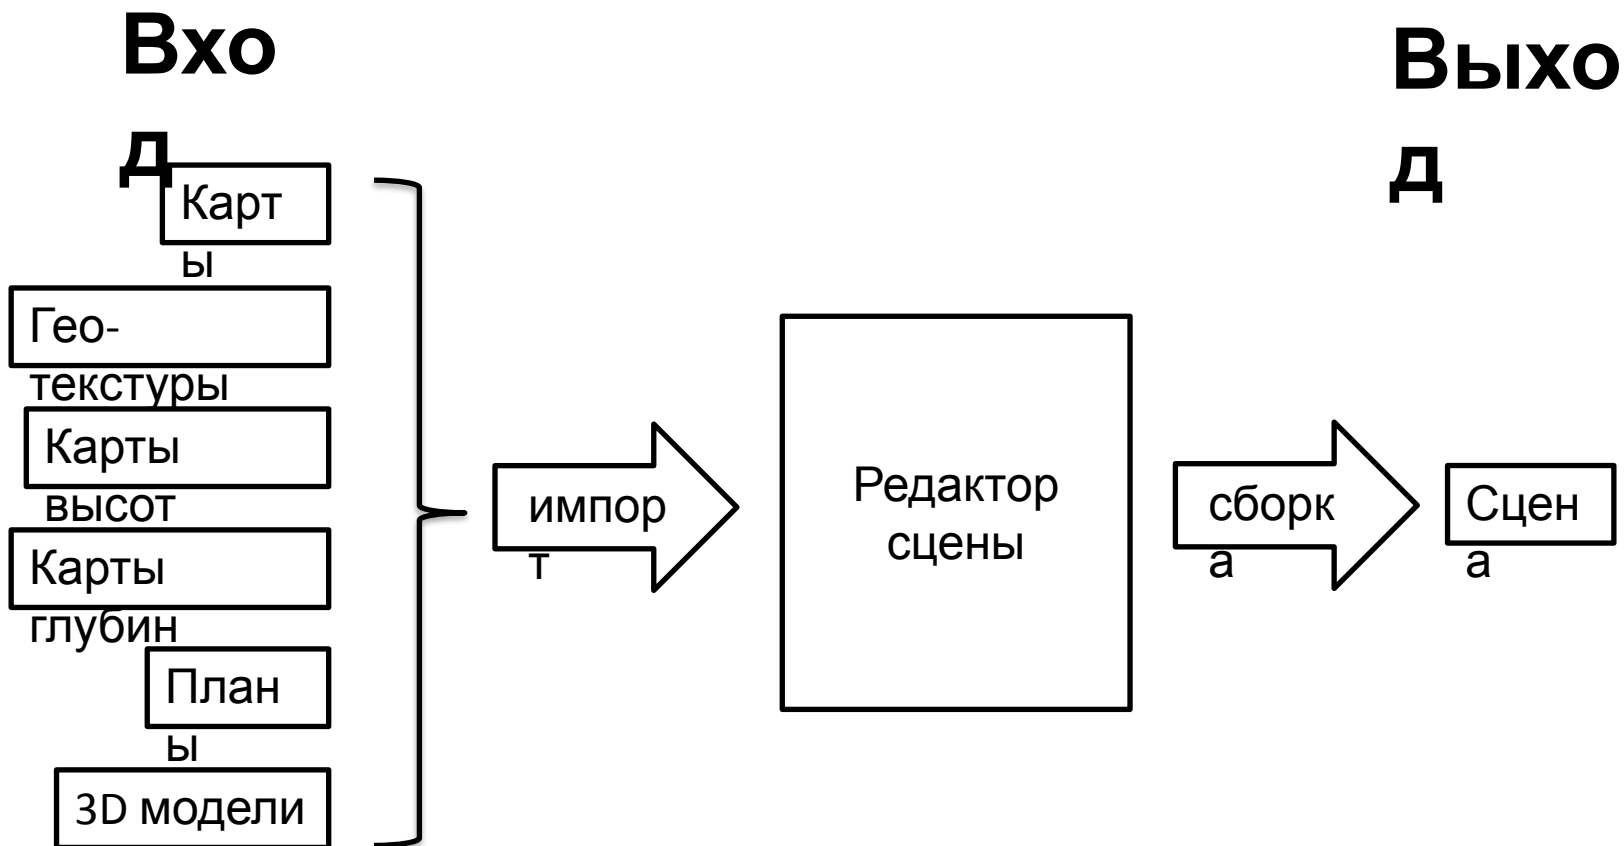 Вхо
д
Карт
ы
Гео-
текстуры
Карты
высот
Карты
глубин
План
ы
3D модели
импор
т
Редактор
сцены
сборк
а
Выхо
д
Сцен
а